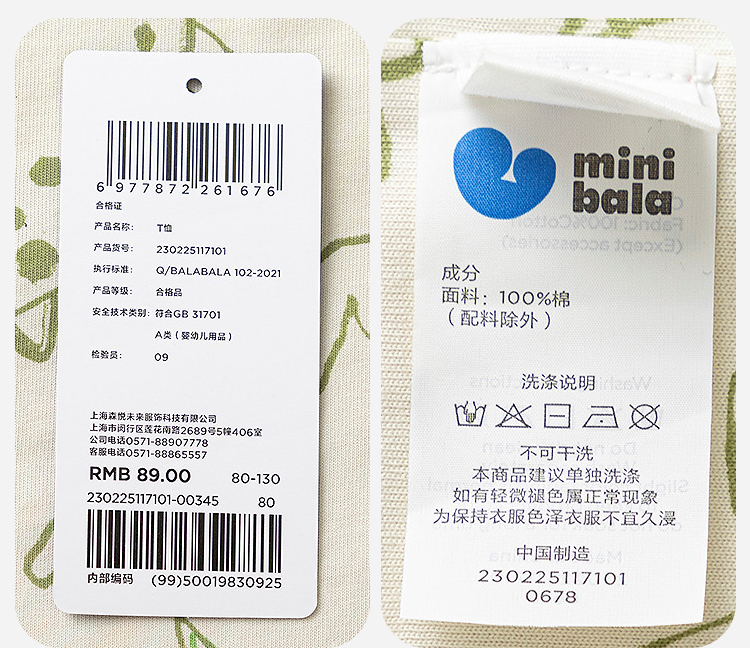 6 977872 261676
合格证
产品名称: T恤
产品货号: 230225117101
执行标准: Q/BALABALA 102-2021
产品等级: 合格品
安全技术类别: 符合GB 31701
A类（婴幼儿用品）
检验员: 09
上海森悦未来服饰科技有限公司
上海市闵行区莲花南路2689号5幢406室
公司电话0571-88907778
客服电话0571-88865557
RMB 89.00 80-130
230225117101-00345 80
内部编码 (99)50019830925
mini
bala
成分
面料: 100%棉
（配料除外）
洗涤说明
不可干洗
本商品建议单独洗涤
如有轻微褪色属正常现象
为保持衣服色泽衣服不宜久浸
中国制造
230225117101
0678